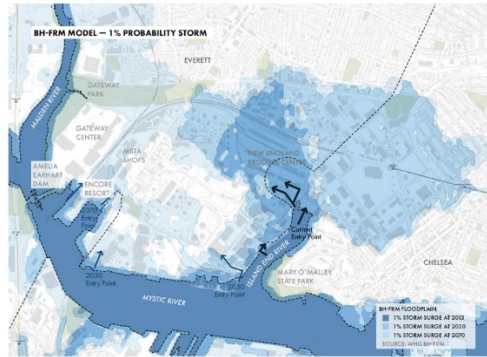 BH-FRM MODEL — 1% PROBABILITY STORM
EVERETT
MALDEN RIVER
GATEWAY
PARK
GATEWAY
CENTER
MBTA
SHOPS
NEW ENGLAND
PRODUCE CENTER
AMELIA
EARHART
DAM
ENCORE
RESORT
2070
Entry
Point
Current
Entry Point
2030
Entry Point
2030
Entry Point
ISLAND END RIVER
MARY O'MALLEY
STATE PARK
CHELSEA
MYSTIC RIVER
BH-FRM FLOODPLAIN
1% STORM SURGE AT 2013
1% STORM SURGE AT 2030
1% STORM SURGE AT 2070
SOURCE: WHG BH-FRM